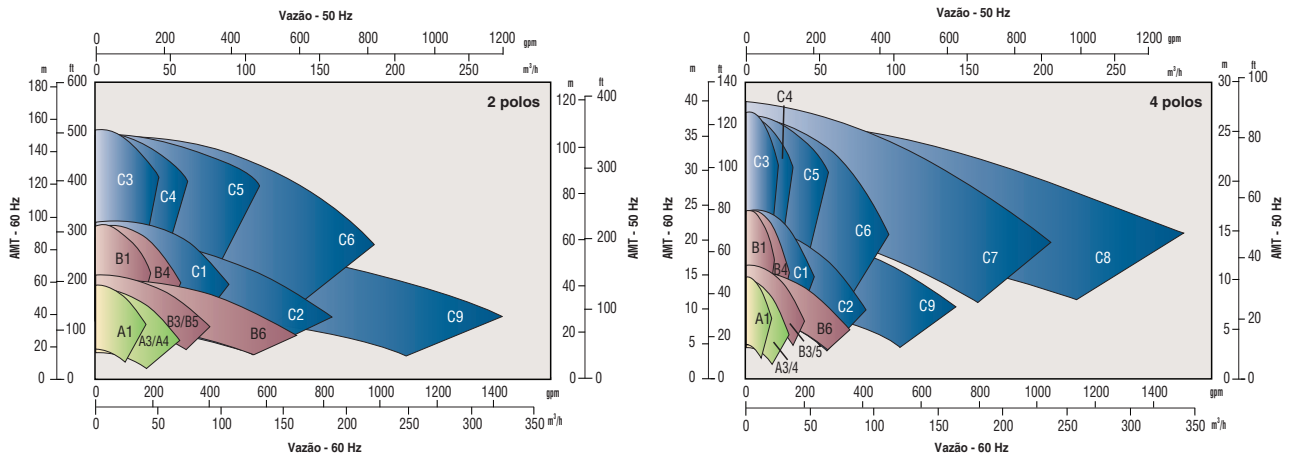 Vazão - 50 Hz
0 200 400 600 800 1000 1200 gpm
0 50 100 150 200 250 m³/h
m ft
180 160 140 120 100 80 60 40 20 0
600 500 400 300 200 100 0
AMT - 60 Hz
2 polos
C3 C4 C5 C6
B1 B4 C1 C2 C9
A1 A3/A4 B3/B5 B6
m ft
120 100 80 60 40 20 0
400 300 200 100 0
AMT - 50 Hz
0 200 400 600 800 1000 1200 1400 gpm
0 50 100 150 200 250 300 350 m³/h
Vazão - 60 Hz
Vazão - 50 Hz
0 200 400 600 800 1000 1200 gpm
0 50 100 150 200 250 m³/h
m ft
40 35 30 25 20 15 10 5 0
140 120 100 80 60 40 20 0
AMT - 60 Hz
4 polos
C4
C3 C5 C6 C7 C8
B1 B4 C1 C2 C9
A1 B6
B3/5
A3/4
m ft
30 25 20 15 10 5 0
100 80 60 40 20 0
AMT - 50 Hz
0 200 400 600 800 1000 1200 1400 gpm
0 50 100 150 200 250 300 350 m³/h
Vazão - 60 Hz